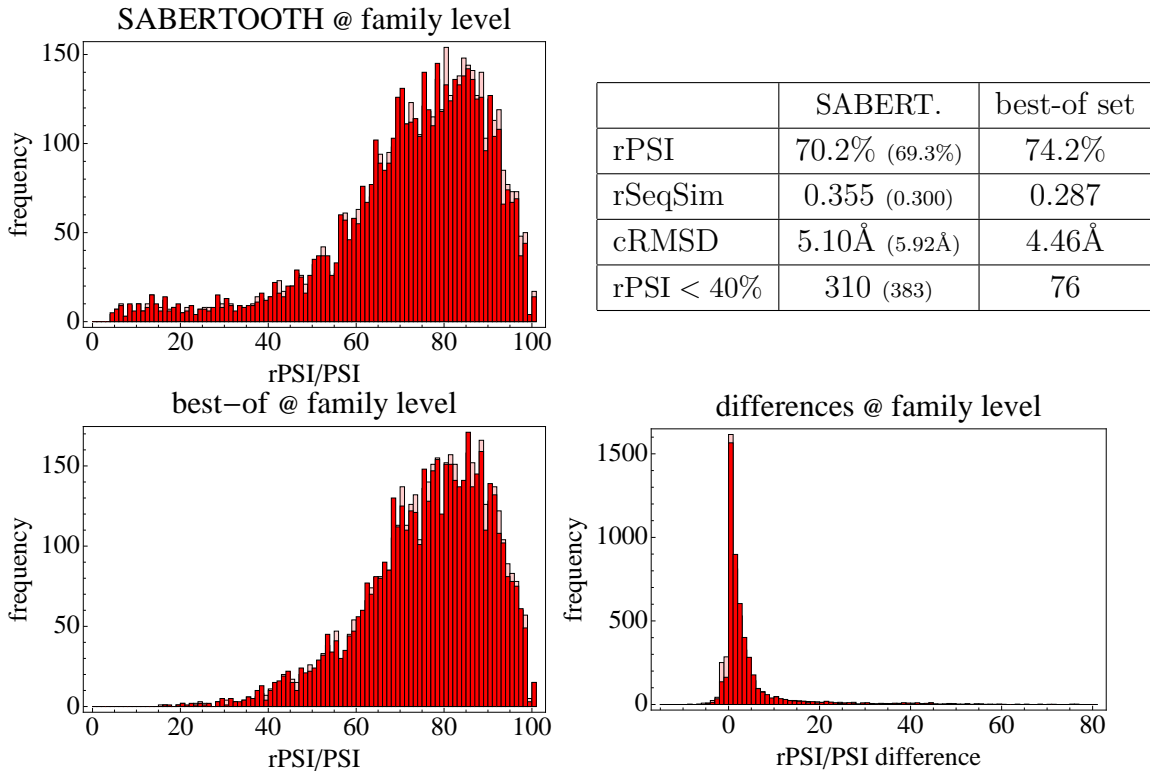 SABERTOOTH @ family level
150
100
50
0
frequency
0 20 40 60 80 100
rPSI/PSI
SABERT. best-of set
rPSI 70.2% (69.3%) 74.2%
rSeqSim 0.355 (0.300) 0.287
cRMSD 5.10Å (5.92Å) 4.46Å
rPSI < 40% 310 (383) 76
best−of @ family level
150
100
50
0
frequency
0 20 40 60 80 100
rPSI/PSI
differences @ family level
1500
1000
500
0
frequency
0 20 40 60 80
rPSI/PSI difference